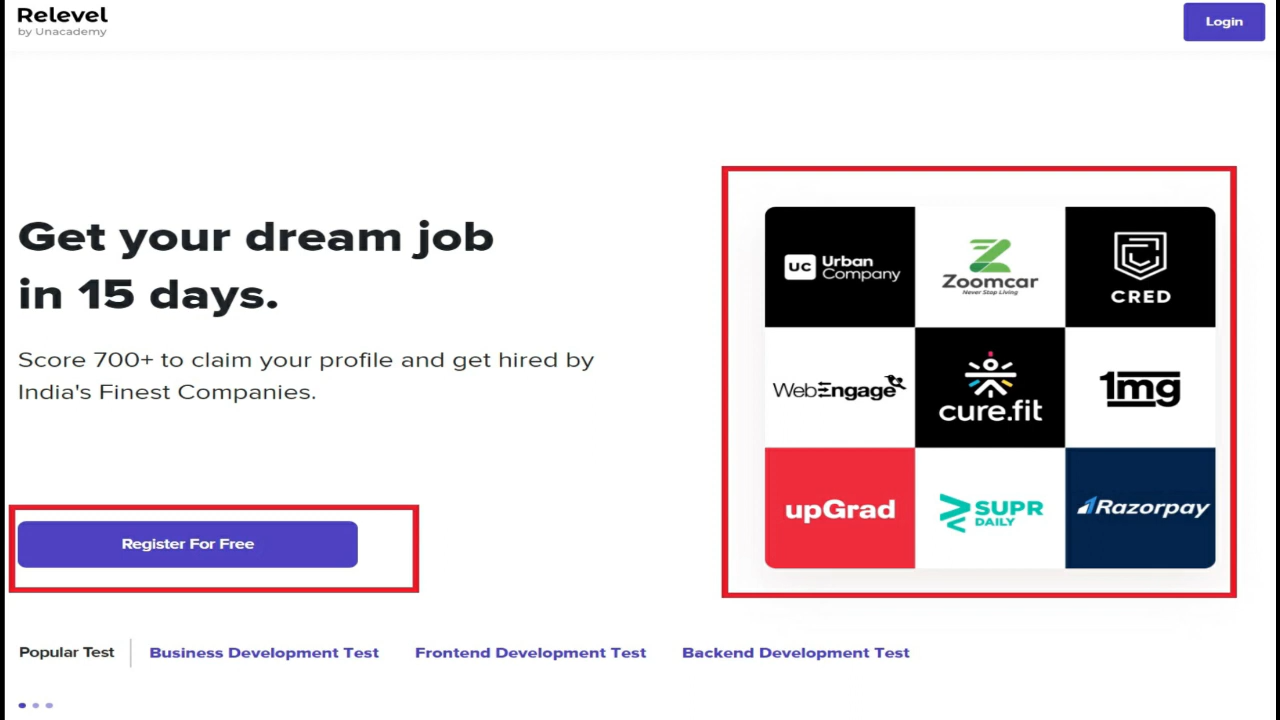 Relevel
by Unacademy
Login
Get your dream job
in 15 days.
Score 700+ to claim your profile and get hired by
India's Finest Companies.
Register For Free
UC Urban
Company
Zoomcar
Never Stop Living
CRED
WebEngage
cure.fit
1mg
upGrad
SUPR
DAILY
Razorpay
Popular Test
Business Development Test
Frontend Development Test
Backend Development Test